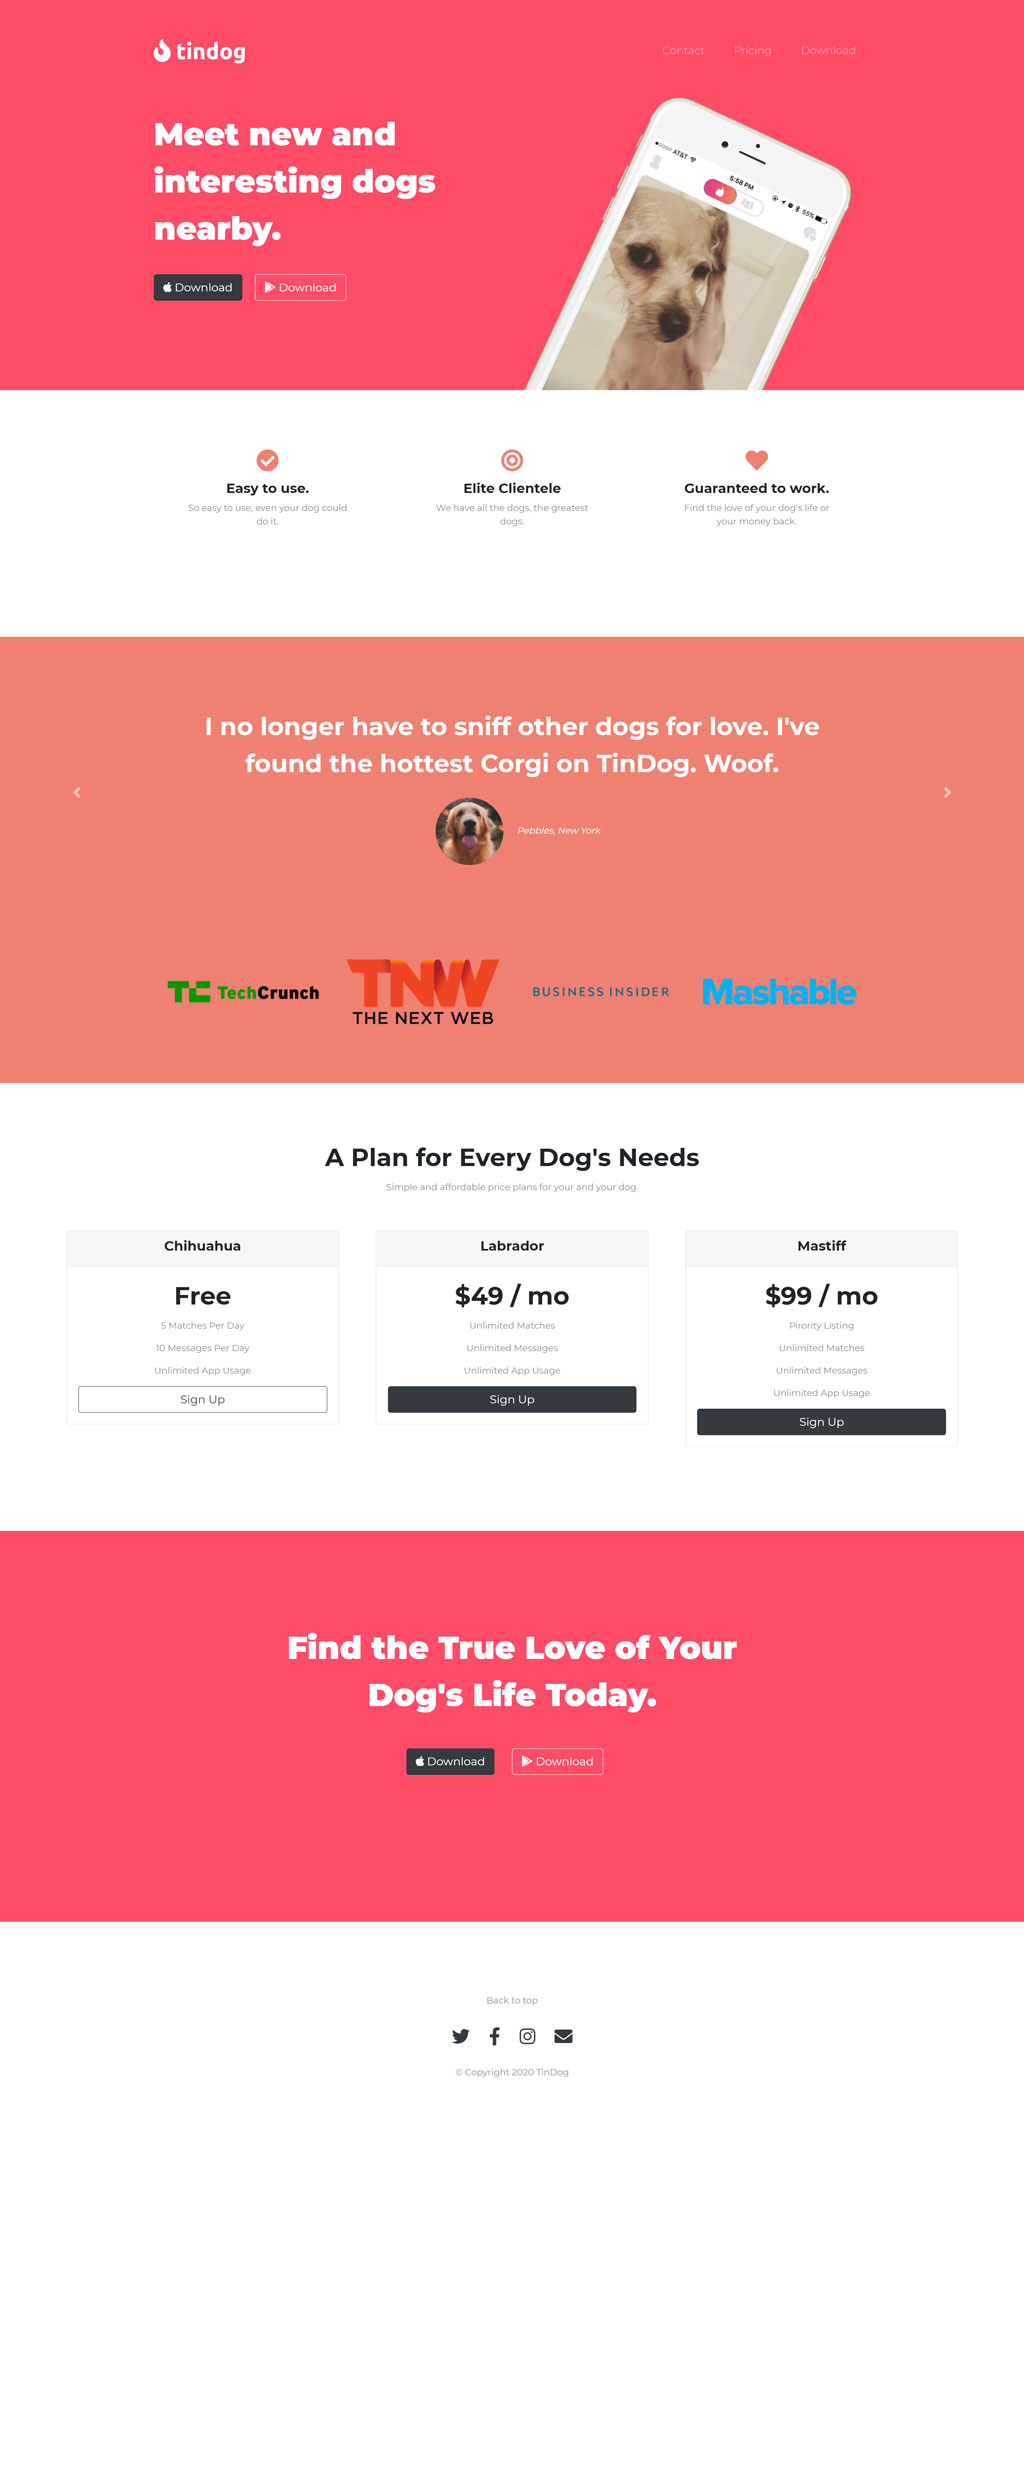 tindog
Contact Pricing Download
Meet new and
interesting dogs
nearby.
Download Download
●○○○○ AT&T
5:58 PM
55%
Easy to use.
So easy to use, even your dog could
do it.
Elite Clientele
We have all the dogs, the greatest
dogs.
Guaranteed to work.
Find the love of your dog's life or
your money back.
I no longer have to sniff other dogs for love. I've
found the hottest Corgi on TinDog. Woof.
Pebbles, New York
TC TechCrunch
TNW
THE NEXT WEB
BUSINESS INSIDER
Mashable
A Plan for Every Dog's Needs
Simple and affordable price plans for your and your dog.
Chihuahua
Free
5 Matches Per Day
10 Messages Per Day
Unlimited App Usage
Sign Up
Labrador
$49 / mo
Unlimited Matches
Unlimited Messages
Unlimited App Usage
Sign Up
Mastiff
$99 / mo
Pirority Listing
Unlimited Matches
Unlimited Messages
Unlimited App Usage
Sign Up
Find the True Love of Your
Dog's Life Today.
Download Download
Back to top
© Copyright 2020 TinDog